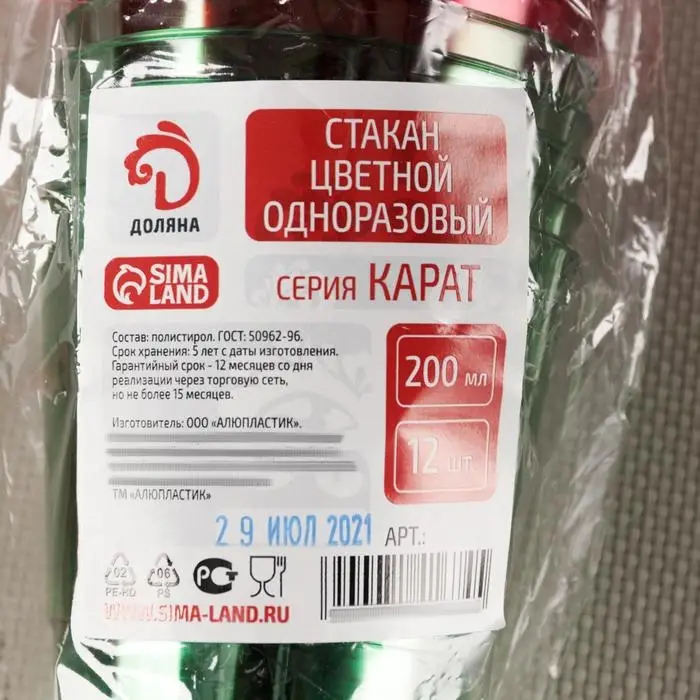 СТАКАН
ЦВЕТНОЙ
ОДНОРАЗОВЫЙ
ДОЛЯНА
SIMA
LAND
СЕРИЯ КАРАТ
Состав: полистирол. ГОСТ: 50962-96.
Срок хранения: 5 лет с даты изготовления.
Гарантийный срок - 12 месяцев со дня
реализации через торговую сеть,
но не более 15 месяцев.
200 мл
12 шт.
Изготовитель: ООО «АЛЮПЛАСТИК».
ТМ «АЛЮПЛАСТИК»
29 ИЮЛ 2021
АРТ.:
02
PE-HD
06
PS
РСТ
WWW.SIMA-LAND.RU